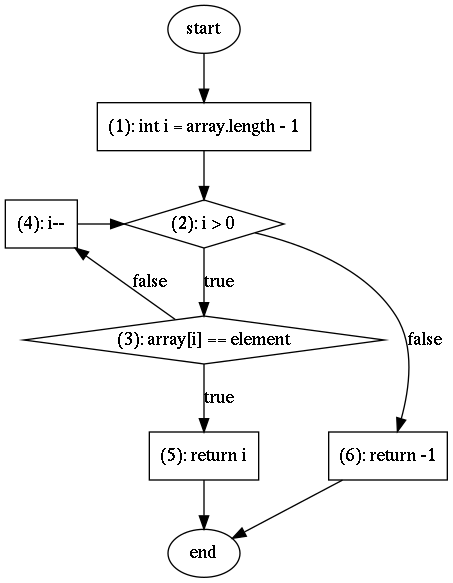 start
(1): int i = array.length - 1
(4): i--
(2): i > 0
false
true
(3): array[i] == element
false
true
(5): return i
(6): return -1
end